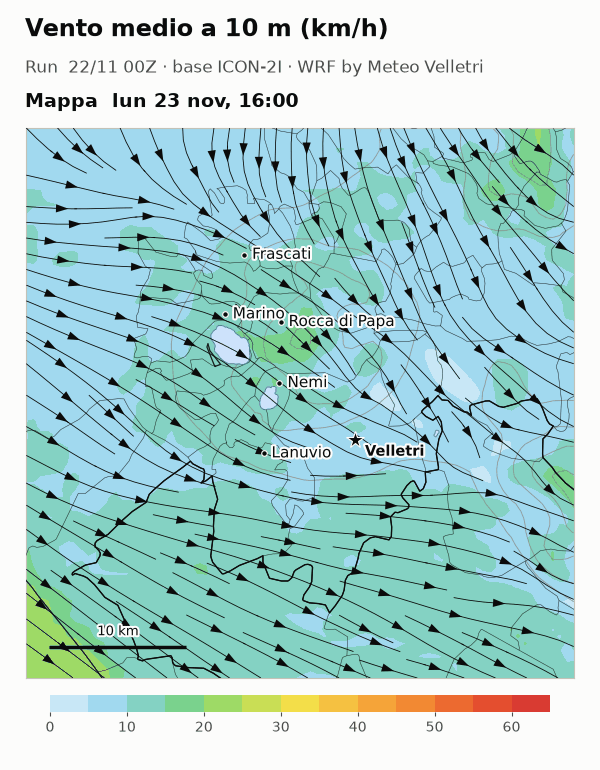 Vento medio a 10 m (km/h)
Run  22/11 00Z · base ICON-2I · WRF by Meteo Velletri
Mappa  lun 23 nov, 16:00
Frascati
Marino
Rocca di Papa
Nemi
Velletri
Lanuvio
10 km
0 10 20 30 40 50 60